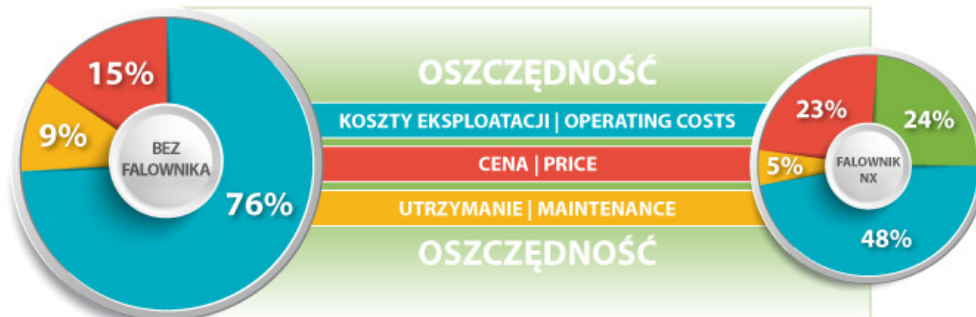 15%
9%
BEZ
FALOWNIKA
76%
OSZCZĘDNOŚĆ
KOSZTY EKSPLOATACJI | OPERATING COSTS
CENA | PRICE
UTRZYMANIE | MAINTENANCE
OSZCZĘDNOŚĆ
23%
24%
5%
FALOWNIK
NX
48%